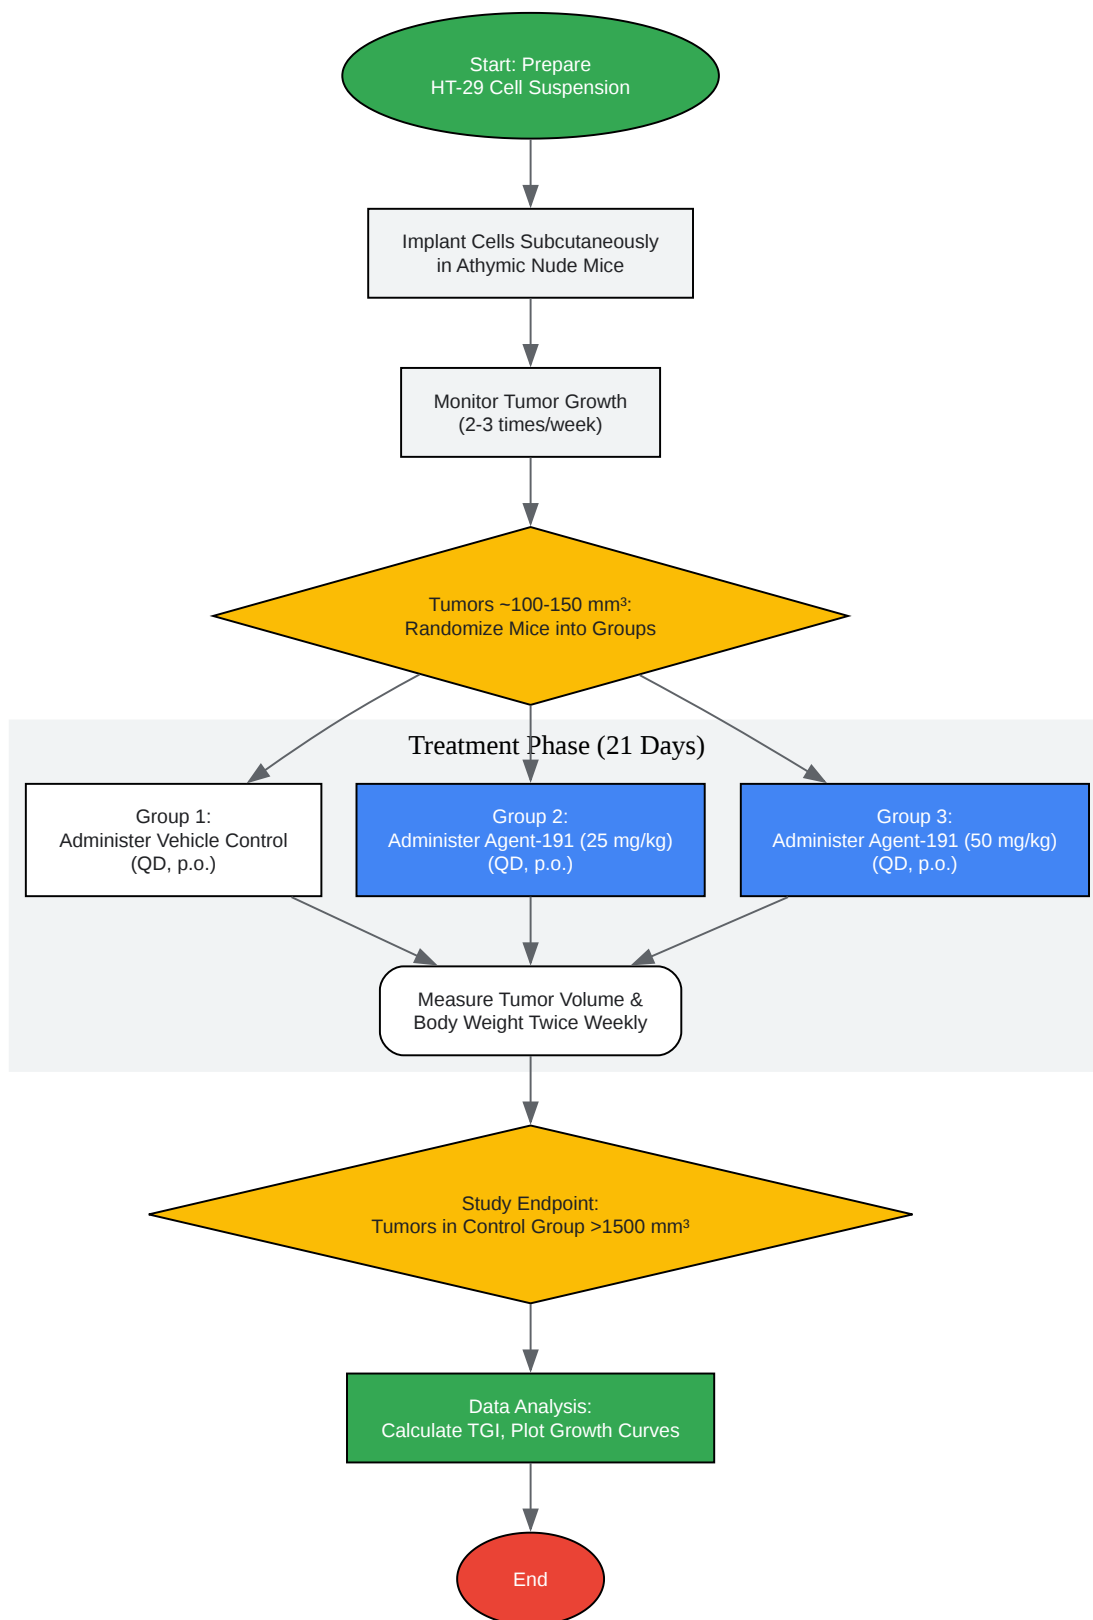 Start: Prepare
HT-29 Cell Suspension
Implant Cells Subcutaneously
in Athymic Nude Mice
Monitor Tumor Growth
(2-3 times/week)
Tumors ~100-150 mm³:
Randomize Mice into Groups
Treatment Phase (21 Days)
Group 1:
Administer Vehicle Control
(QD, p.o.)
Group 2:
Administer Agent-191 (25 mg/kg)
(QD, p.o.)
Group 3:
Administer Agent-191 (50 mg/kg)
(QD, p.o.)
Measure Tumor Volume &
Body Weight Twice Weekly
Study Endpoint:
Tumors in Control Group >1500 mm³
Data Analysis:
Calculate TGI, Plot Growth Curves
End